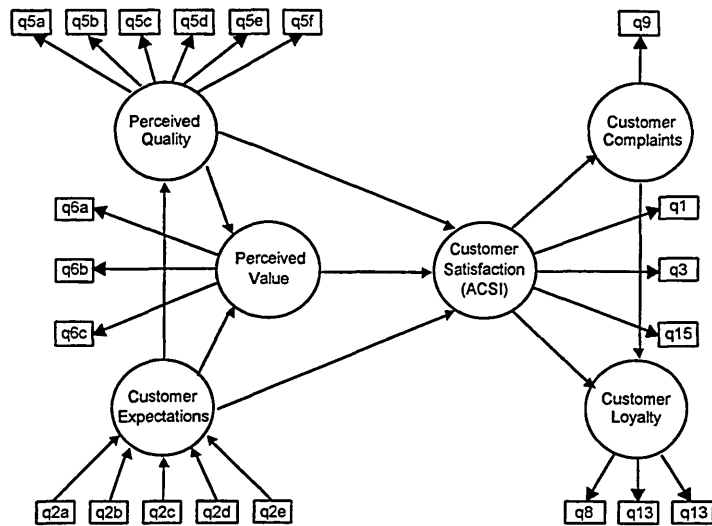 q5a q5b q5c q5d q5e q5f
q9
Perceived
Quality
Customer
Complaints
q6a
q1
q6b
Perceived
Value
Customer
Satisfaction
(ACSI)
q3
q6c
q15
Customer
Expectations
Customer
Loyalty
q2a q2b q2c q2d q2e
q8 q13 q13